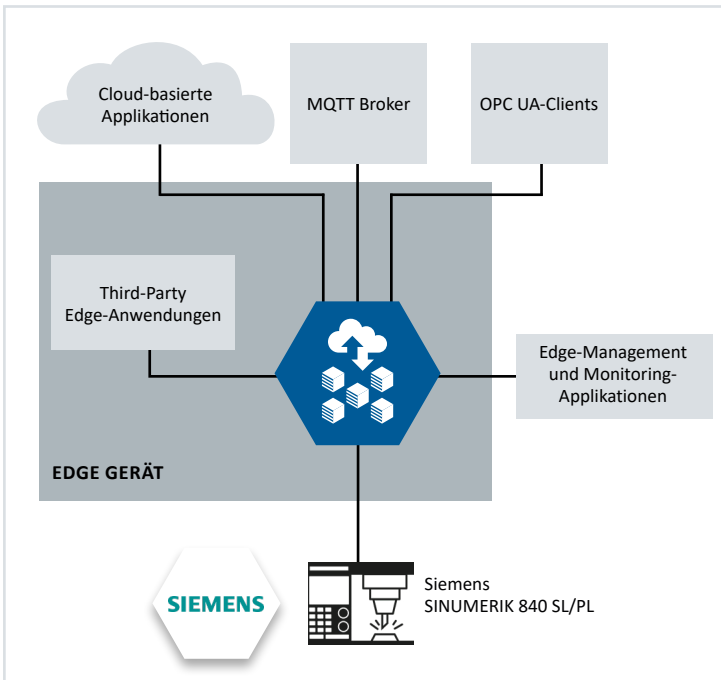 Cloud-basierte
Applikationen
MQTT Broker
OPC UA-Clients
Third-Party
Edge-Anwendungen
Edge-Management
und Monitoring-
Applikationen
EDGE GERÄT
SIEMENS
Siemens
SINUMERIK 840 SL/PL